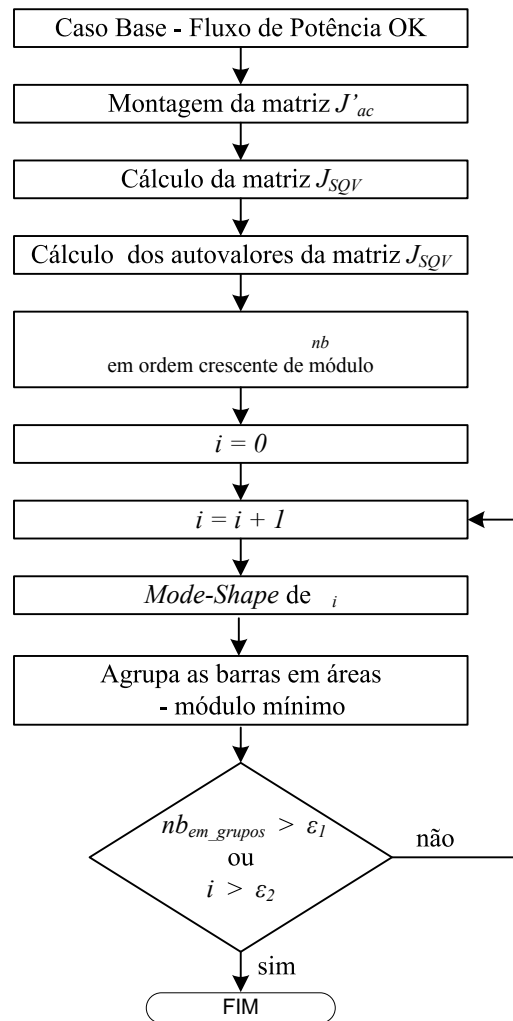 Caso Base - Fluxo de Potência OK
Montagem da matriz J’ac
Cálculo da matriz JSQV
Cálculo dos autovalores da matriz JSQV
nb
em ordem crescente de módulo
i = 0
i = i + 1
Mode-Shape de i
Agrupa as barras em áreas
- módulo mínimo
nbem_grupos > ε1
ou
i > ε2
não
sim
FIM